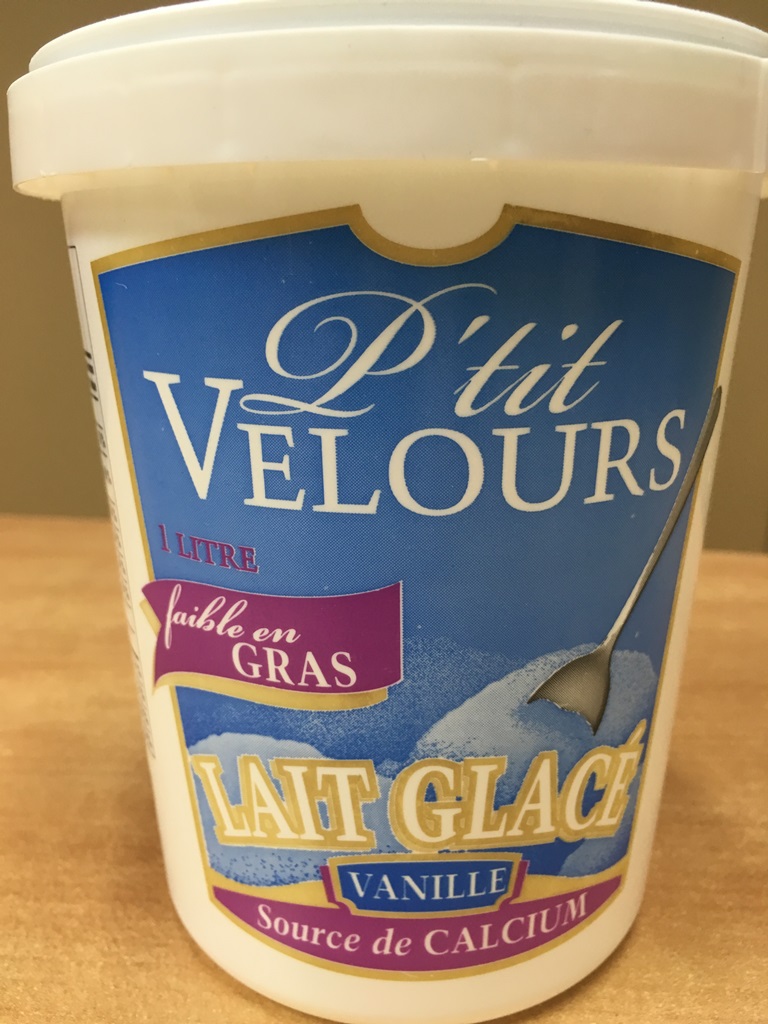 P'tit
VELOURS
1 LITRE
faible en
GRAS
LAIT GLACÉ
VANILLE
Source de CALCIUM